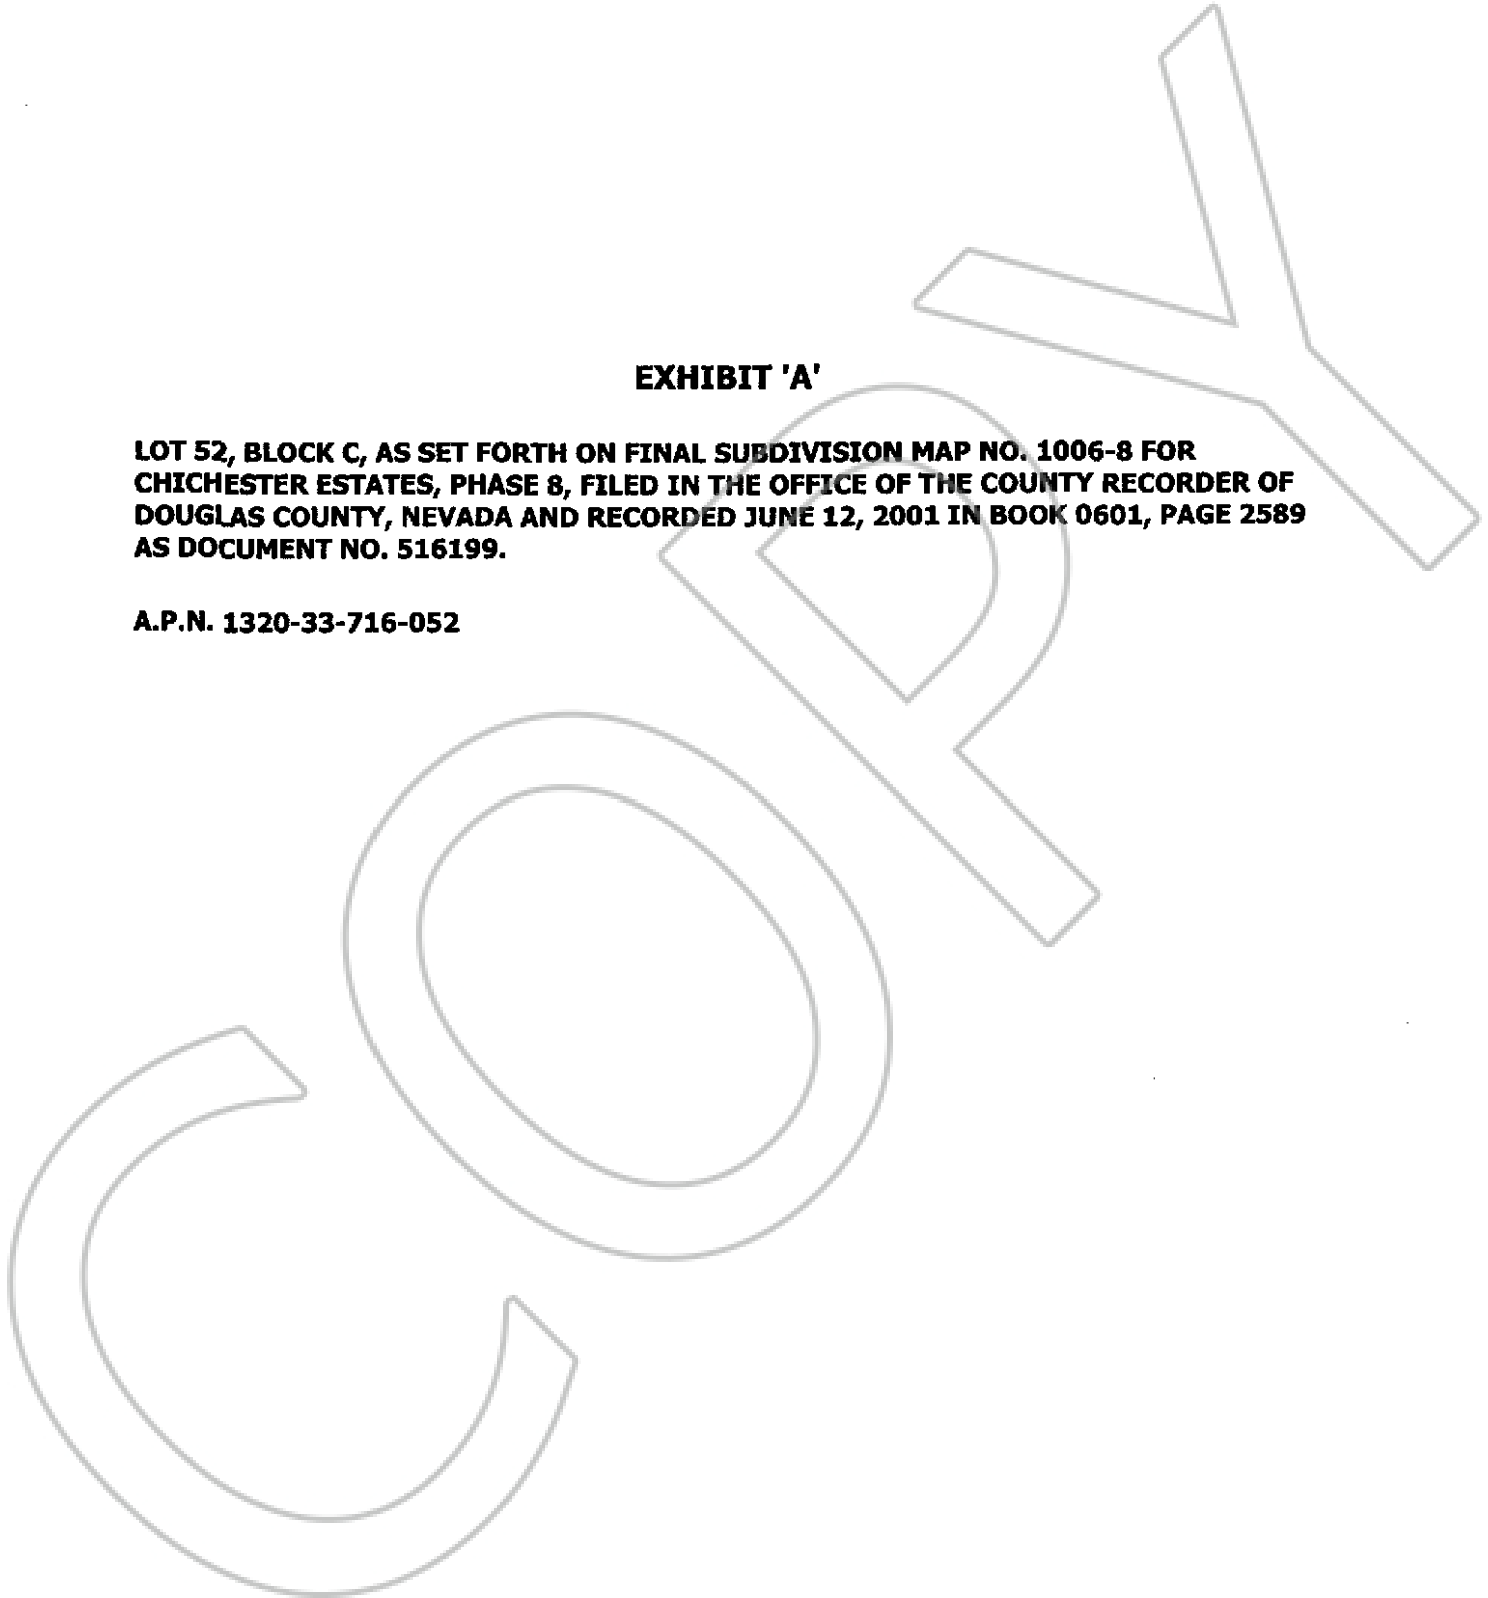 EXHIBIT 'A'
LOT 52, BLOCK C, AS SET FORTH ON FINAL SUBDIVISION MAP NO. 1006-8 FOR
CHICHESTER ESTATES, PHASE 8, FILED IN THE OFFICE OF THE COUNTY RECORDER OF
DOUGLAS COUNTY, NEVADA AND RECORDED JUNE 12, 2001 IN BOOK 0601, PAGE 2589
AS DOCUMENT NO. 516199.
A.P.N. 1320-33-716-052
COPY